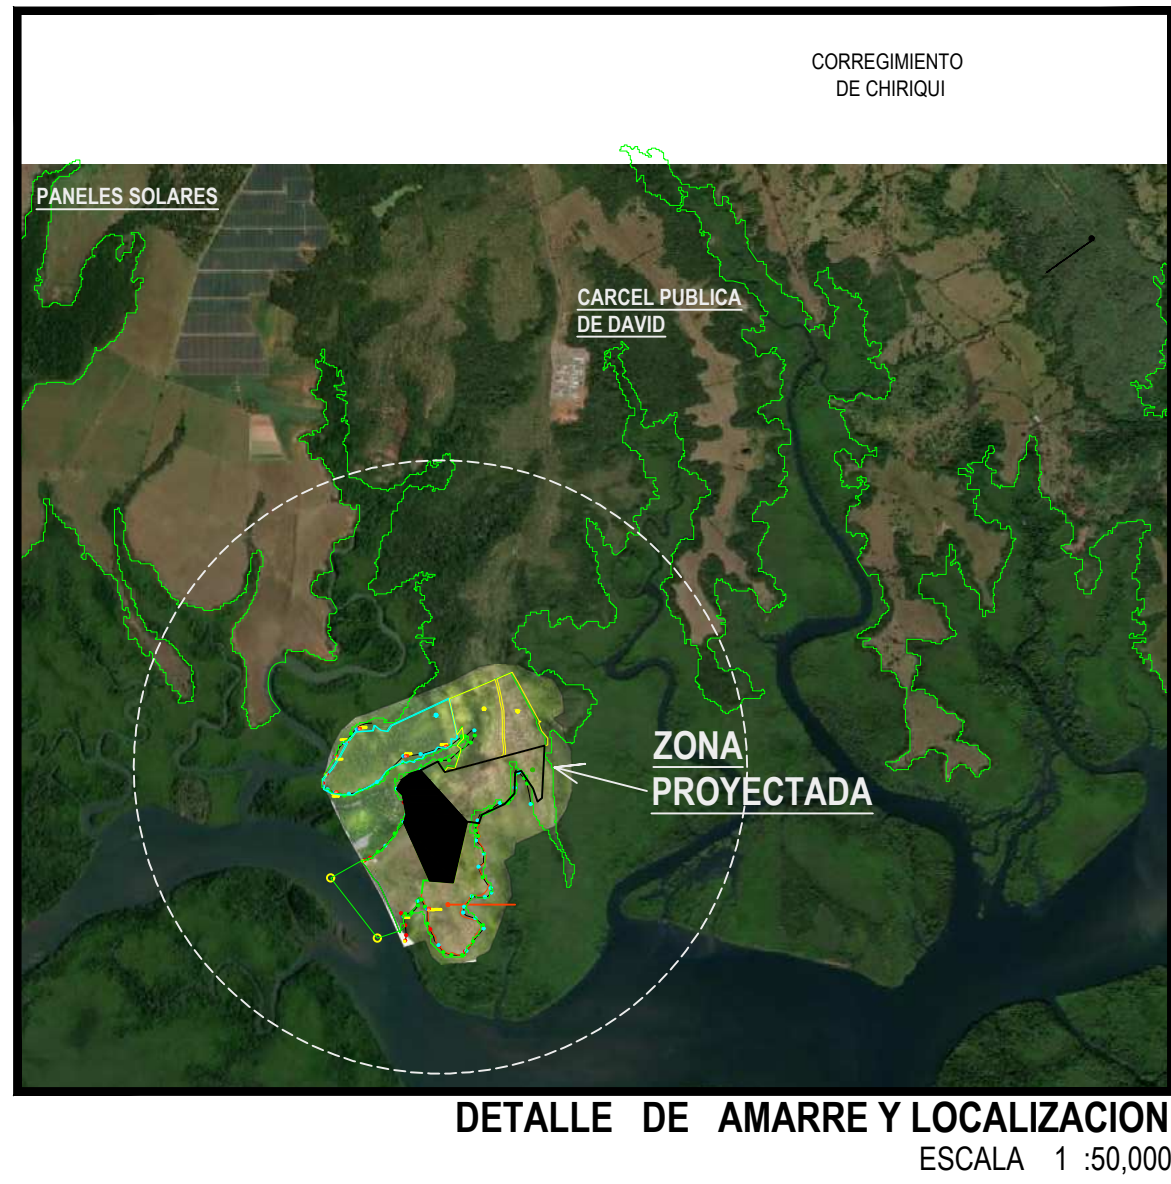 CORREGIMIENTO
DE CHIRIQUI
PANELES SOLARES
CARCEL PUBLICA
DE DAVID
ZONA
PROYECTADA
DETALLE DE AMARRE Y LOCALIZACION
ESCALA 1 :50,000